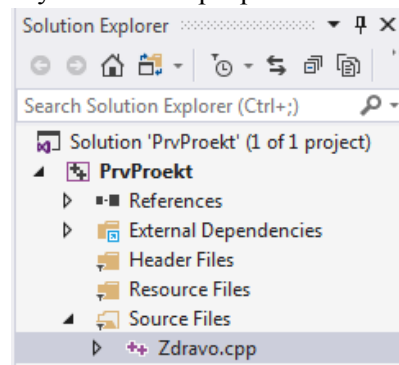 Solution Explorer
Search Solution Explorer (Ctrl+;)
Solution 'PrvProekt' (1 of 1 project)
PrvProekt
References
External Dependencies
Header Files
Resource Files
Source Files
++ Zdravo.cpp